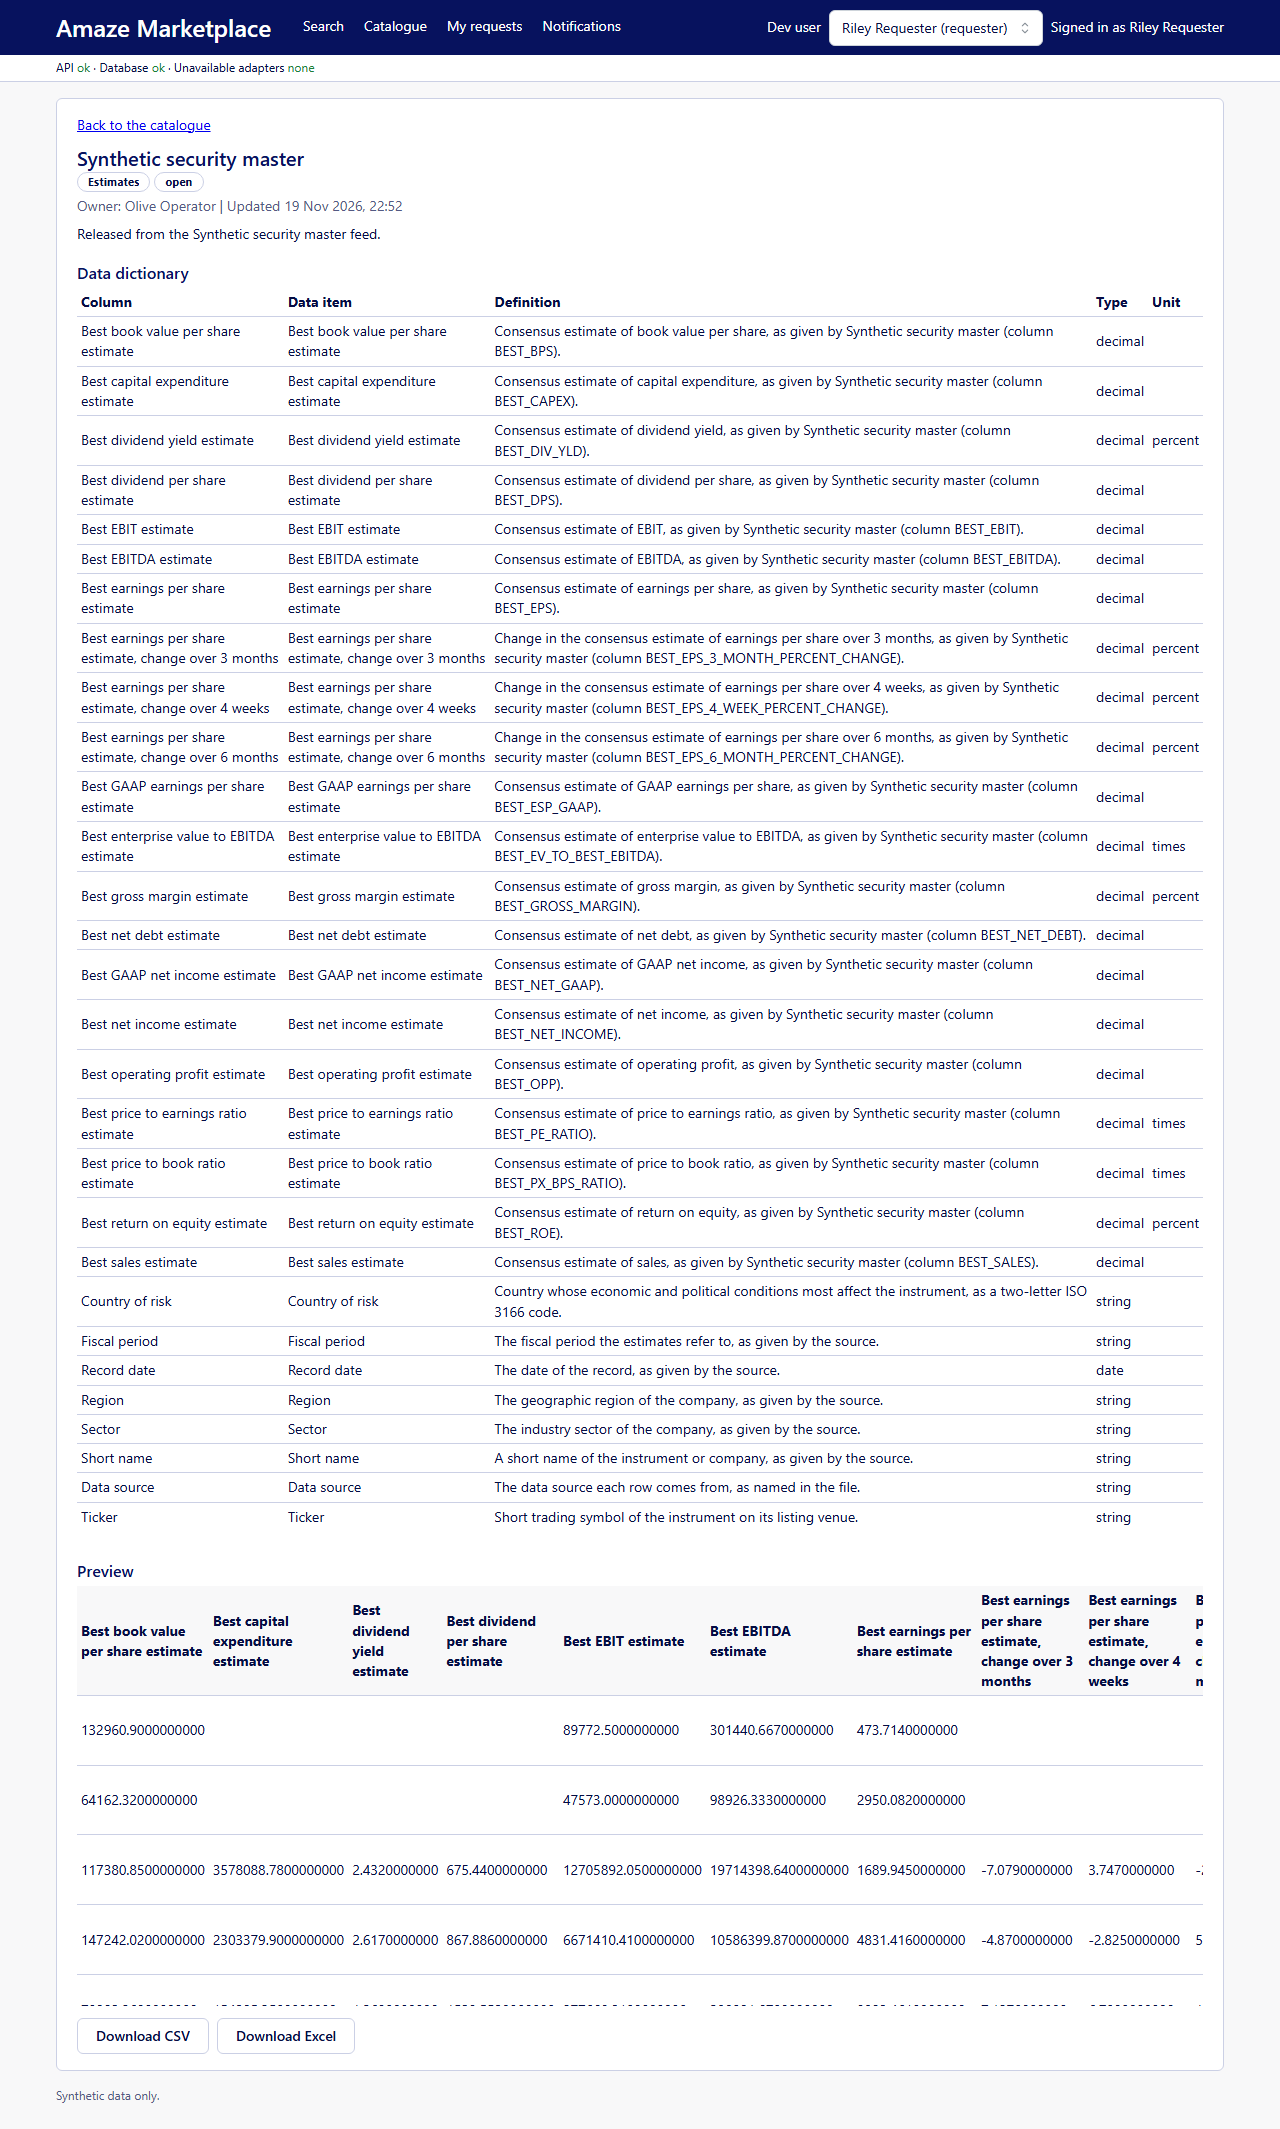 Amaze Marketplace Search Catalogue My requests Notifications Dev user Riley Requester (requester) Signed in as Riley Requester
API ok · Database ok · Unavailable adapters none
Back to the catalogue
Synthetic security master
Estimates open
Owner: Olive Operator | Updated 19 Nov 2026, 22:52
Released from the Synthetic security master feed.
Data dictionary
Column Data item Definition Type Unit
Best book value per share estimate Best book value per share estimate Consensus estimate of book value per share, as given by Synthetic security master (column BEST_BPS). decimal
Best capital expenditure estimate Best capital expenditure estimate Consensus estimate of capital expenditure, as given by Synthetic security master (column BEST_CAPEX). decimal
Best dividend yield estimate Best dividend yield estimate Consensus estimate of dividend yield, as given by Synthetic security master (column BEST_DIV_YLD). decimal percent
Best dividend per share estimate Best dividend per share estimate Consensus estimate of dividend per share, as given by Synthetic security master (column BEST_DPS). decimal
Best EBIT estimate Best EBIT estimate Consensus estimate of EBIT, as given by Synthetic security master (column BEST_EBIT). decimal
Best EBITDA estimate Best EBITDA estimate Consensus estimate of EBITDA, as given by Synthetic security master (column BEST_EBITDA). decimal
Best earnings per share estimate Best earnings per share estimate Consensus estimate of earnings per share, as given by Synthetic security master (column BEST_EPS). decimal
Best earnings per share estimate, change over 3 months Best earnings per share estimate, change over 3 months Change in the consensus estimate of earnings per share over 3 months, as given by Synthetic security master (column BEST_EPS_3_MONTH_PERCENT_CHANGE). decimal percent
Best earnings per share estimate, change over 4 weeks Best earnings per share estimate, change over 4 weeks Change in the consensus estimate of earnings per share over 4 weeks, as given by Synthetic security master (column BEST_EPS_4_WEEK_PERCENT_CHANGE). decimal percent
Best earnings per share estimate, change over 6 months Best earnings per share estimate, change over 6 months Change in the consensus estimate of earnings per share over 6 months, as given by Synthetic security master (column BEST_EPS_6_MONTH_PERCENT_CHANGE). decimal percent
Best GAAP earnings per share estimate Best GAAP earnings per share estimate Consensus estimate of GAAP earnings per share, as given by Synthetic security master (column BEST_ESP_GAAP). decimal
Best enterprise value to EBITDA estimate Best enterprise value to EBITDA estimate Consensus estimate of enterprise value to EBITDA, as given by Synthetic security master (column BEST_EV_TO_BEST_EBITDA). decimal times
Best gross margin estimate Best gross margin estimate Consensus estimate of gross margin, as given by Synthetic security master (column BEST_GROSS_MARGIN). decimal percent
Best net debt estimate Best net debt estimate Consensus estimate of net debt, as given by Synthetic security master (column BEST_NET_DEBT). decimal
Best GAAP net income estimate Best GAAP net income estimate Consensus estimate of GAAP net income, as given by Synthetic security master (column BEST_NET_GAAP). decimal
Best net income estimate Best net income estimate Consensus estimate of net income, as given by Synthetic security master (column BEST_NET_INCOME). decimal
Best operating profit estimate Best operating profit estimate Consensus estimate of operating profit, as given by Synthetic security master (column BEST_OPP). decimal
Best price to earnings ratio estimate Best price to earnings ratio estimate Consensus estimate of price to earnings ratio, as given by Synthetic security master (column BEST_PE_RATIO). decimal times
Best price to book ratio estimate Best price to book ratio estimate Consensus estimate of price to book ratio, as given by Synthetic security master (column BEST_PX_BPS_RATIO). decimal times
Best return on equity estimate Best return on equity estimate Consensus estimate of return on equity, as given by Synthetic security master (column BEST_ROE). decimal percent
Best sales estimate Best sales estimate Consensus estimate of sales, as given by Synthetic security master (column BEST_SALES). decimal
Country of risk Country of risk Country whose economic and political conditions most affect the instrument, as a two-letter ISO 3166 code. string
Fiscal period Fiscal period The fiscal period the estimates refer to, as given by the source. string
Record date Record date The date of the record, as given by the source. date
Region Region The geographic region of the company, as given by the source. string
Sector Sector The industry sector of the company, as given by the source. string
Short name Short name A short name of the instrument or company, as given by the source. string
Data source Data source The data source each row comes from, as named in the file. string
Ticker Ticker Short trading symbol of the instrument on its listing venue. string
Preview
Best book value per share estimate Best capital expenditure estimate Best dividend yield estimate Best dividend per share estimate Best EBIT estimate Best EBITDA estimate Best earnings per share estimate Best earnings per share estimate, change over 3 months Best earnings per share estimate, change over 4 weeks
132960.9000000000 89772.5000000000 301440.6670000000 473.7140000000
64162.3200000000 47573.0000000000 98926.3330000000 2950.0820000000
117380.8500000000 3578088.7800000000 2.4320000000 675.4400000000 12705892.0500000000 19714398.6400000000 1689.9450000000 -7.0790000000 3.7470000000
147242.0200000000 2303379.9000000000 2.6170000000 867.8860000000 6671410.4100000000 10586399.8700000000 4831.4160000000 -4.8700000000 -2.8250000000
Download CSV Download Excel
Synthetic data only.